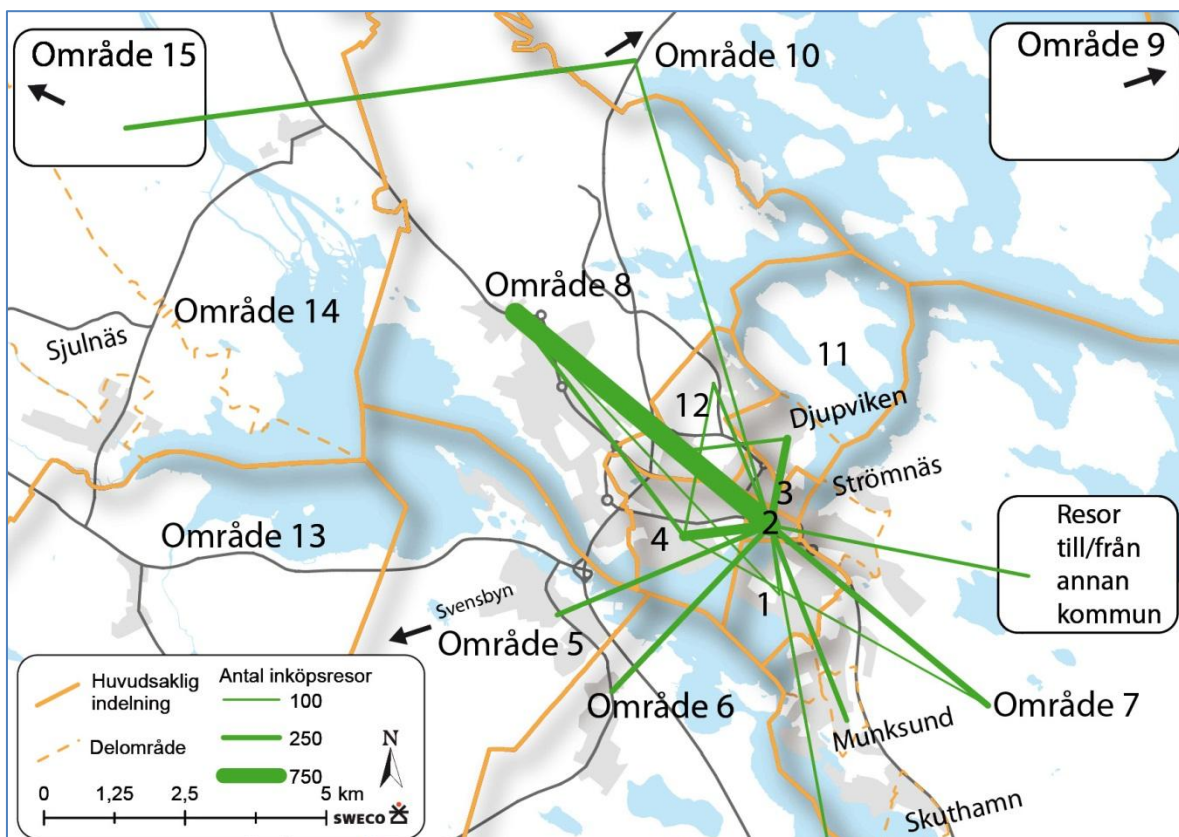 Område 15
Område 10
Område 9
Område 8
Område 14
Sjulnäs
11
12
Djupviken
3
Strömnäs
2
Resor
till/från
annan
kommun
Område 13
4
1
Svensbyn
Område 5
Område 6
Område 7
Munksund
Skuthamn
Huvudsaklig
indelning
Delområde
Antal inköpsresor
100
250
750
N
0 1,25 2,5 5 km
SWECO